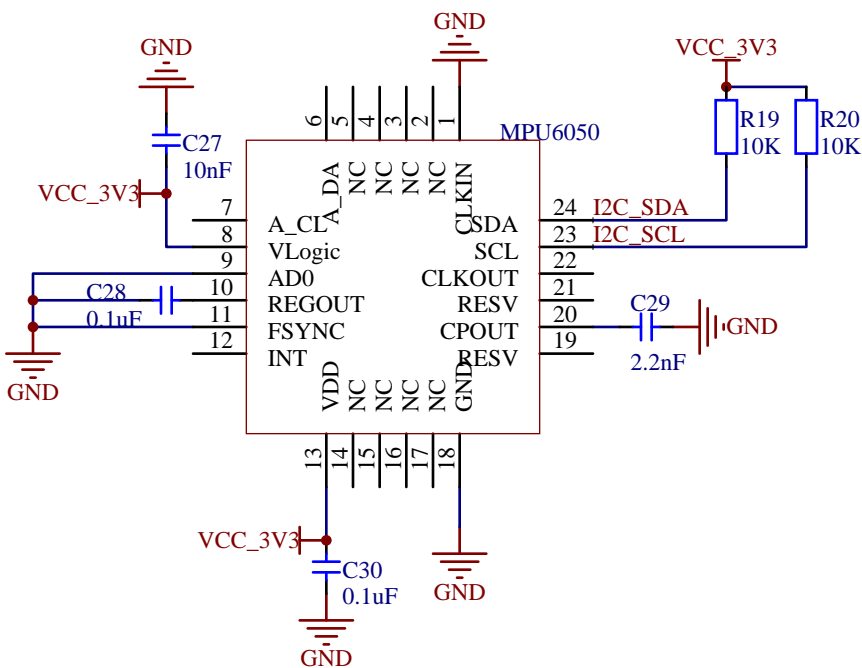 GND
GND
VCC_3V3
6
5
4
3
2
1
MPU6050
R19
10K
R20
10K
C27
10nF
VCC_3V3
A_DA
NC
NC
NC
NC
CLKIN
7
A_CL
SDA
24
I2C_SDA
8
VLogic
SCL
23
I2C_SCL
9
AD0
CLKOUT
22
C28
0.1uF
10
REGOUT
RESV
21
C29
2.2nF
11
FSYNC
CPOUT
20
GND
12
INT
RESV
19
GND
VDD
NC
NC
NC
NC
GND
13
14
15
16
17
18
VCC_3V3
C30
0.1uF
GND
GND